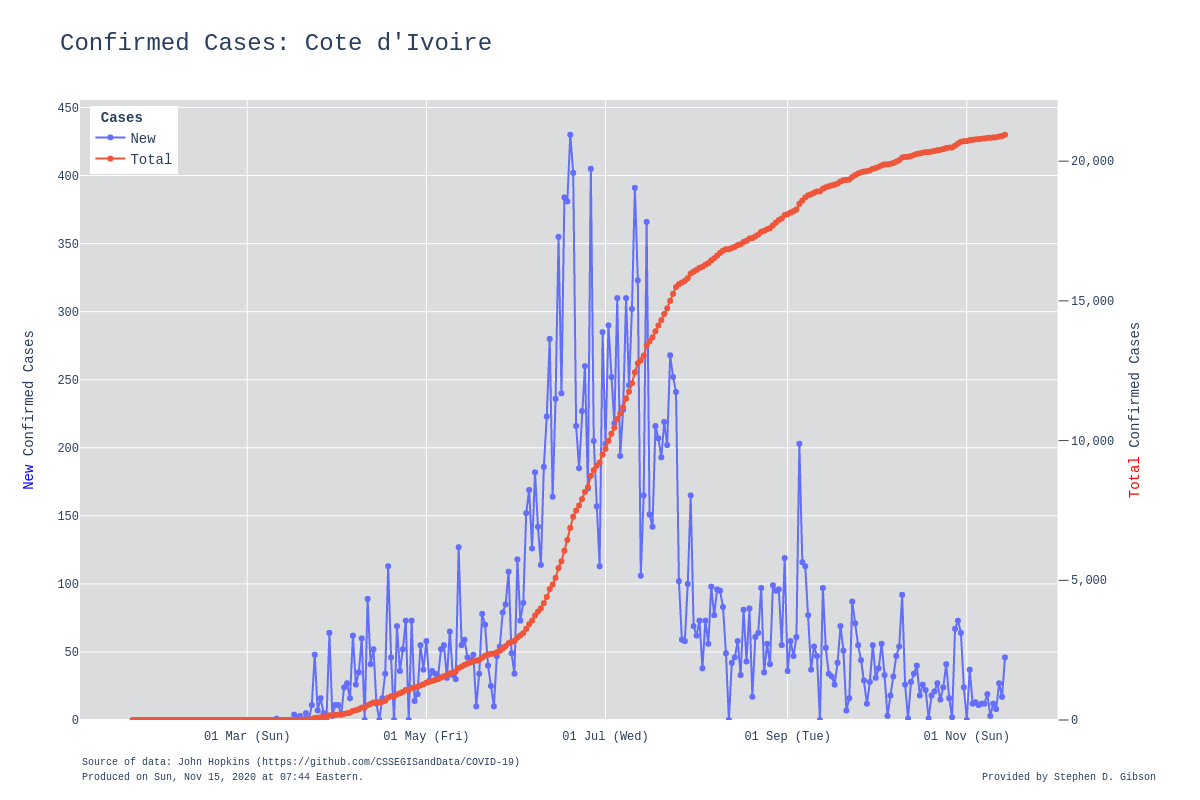 Confirmed Cases: Cote d'Ivoire
Cases
New
Total
450
400
350
300
250
200
150
100
50
0
20,000
15,000
10,000
5,000
0
New Confirmed Cases
Total Confirmed Cases
01 Mar (Sun)
01 May (Fri)
01 Jul (Wed)
01 Sep (Tue)
01 Nov (Sun)
Source of data: John Hopkins (https://github.com/CSSEGISandData/COVID-19)
Produced on Sun, Nov 15, 2020 at 07:44 Eastern.
Provided by Stephen D. Gibson